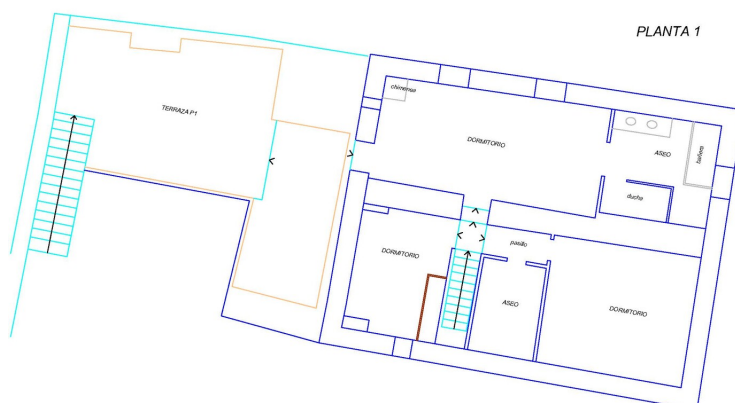 PLANTA 1
chimenea
TERRAZA P1
DORMITORIO
ASEO
bañera
ducha
DORMITORIO
pasillo
ASEO
DORMITORIO